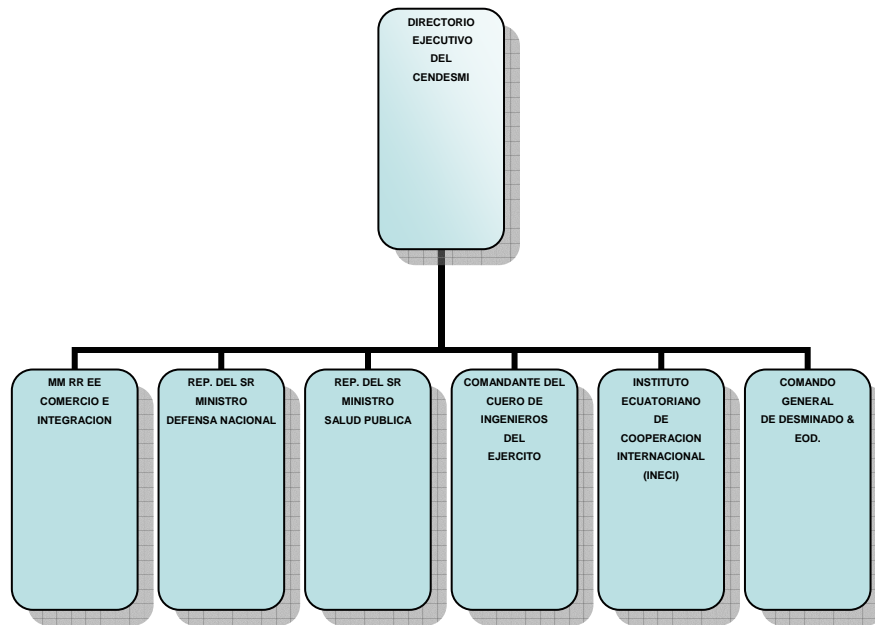 DIRECTORIO
EJECUTIVO
DEL
CENDESMI
MM RR EE
COMERCIO E
INTEGRACION
REP. DEL SR
MINISTRO
DEFENSA NACIONAL
REP. DEL SR
MINISTRO
SALUD PUBLICA
COMANDANTE DEL
CUERO DE
INGENIEROS
DEL
EJERCITO
INSTITUTO
ECUATORIANO
DE
COOPERACION
INTERNACIONAL
(INECI)
COMANDO
GENERAL
DE DESMINADO &
EOD.